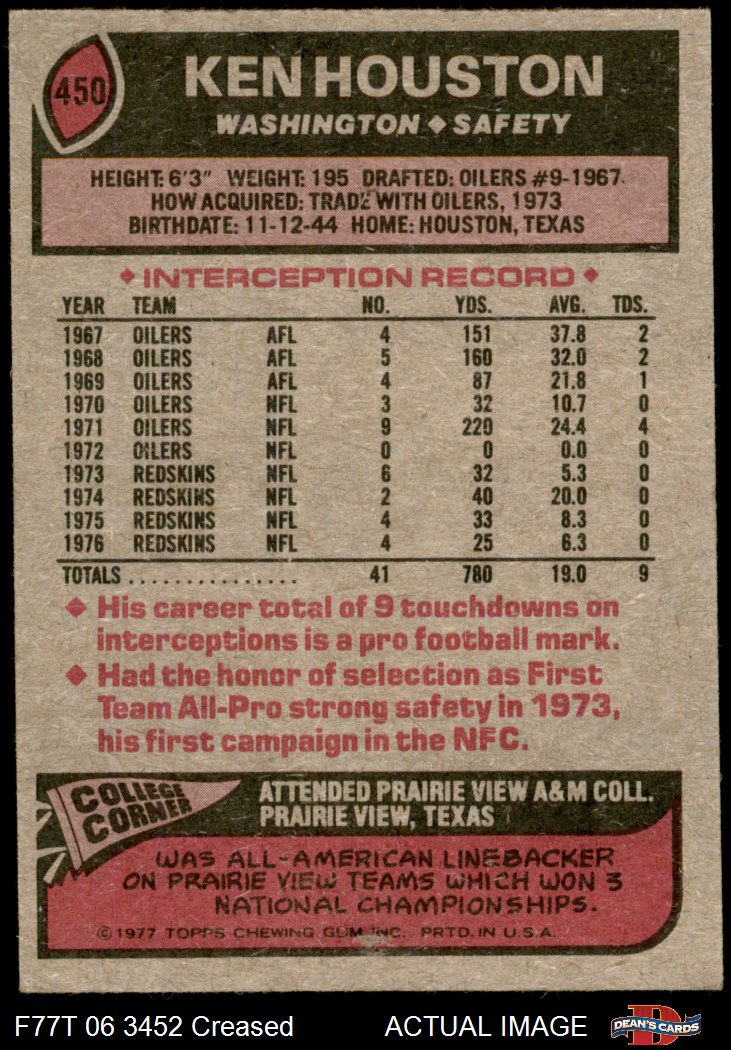 450
KEN HOUSTON
WASHINGTON ◆ SAFETY
HEIGHT: 6'3" WEIGHT: 195 DRAFTED: OILERS #9-1967.
HOW ACQUIRED: TRADE WITH OILERS, 1973
BIRTHDATE: 11-12-44 HOME: HOUSTON, TEXAS
◆ INTERCEPTION RECORD ◆
YEAR TEAM NO. YDS. AVG. TDS.
1967 OILERS AFL 4 151 37.8 2
1968 OILERS AFL 5 160 32.0 2
1969 OILERS AFL 4 87 21.8 1
1970 OILERS NFL 3 32 10.7 0
1971 OILERS NFL 9 220 24.4 4
1972 OILERS NFL 0 0 0.0 0
1973 REDSKINS NFL 6 32 5.3 0
1974 REDSKINS NFL 2 40 20.0 0
1975 REDSKINS NFL 4 33 8.3 0
1976 REDSKINS NFL 4 25 6.3 0
TOTALS ............... 41 780 19.0 9
◆ His career total of 9 touchdowns on
interceptions is a pro football mark.
◆ Had the honor of selection as First
Team All-Pro strong safety in 1973,
his first campaign in the NFC.
COLLEGE
CORNER
ATTENDED PRAIRIE VIEW A&M COLL.
PRAIRIE VIEW, TEXAS
WAS ALL-AMERICAN LINEBACKER
ON PRAIRIE VIEW TEAMS WHICH WON 3
NATIONAL CHAMPIONSHIPS.
©1977 TOPPS CHEWING GUM INC. PRTD. IN U.S.A.
F77T 06 3452 Creased ACTUAL IMAGE
DEAN'S CARDS